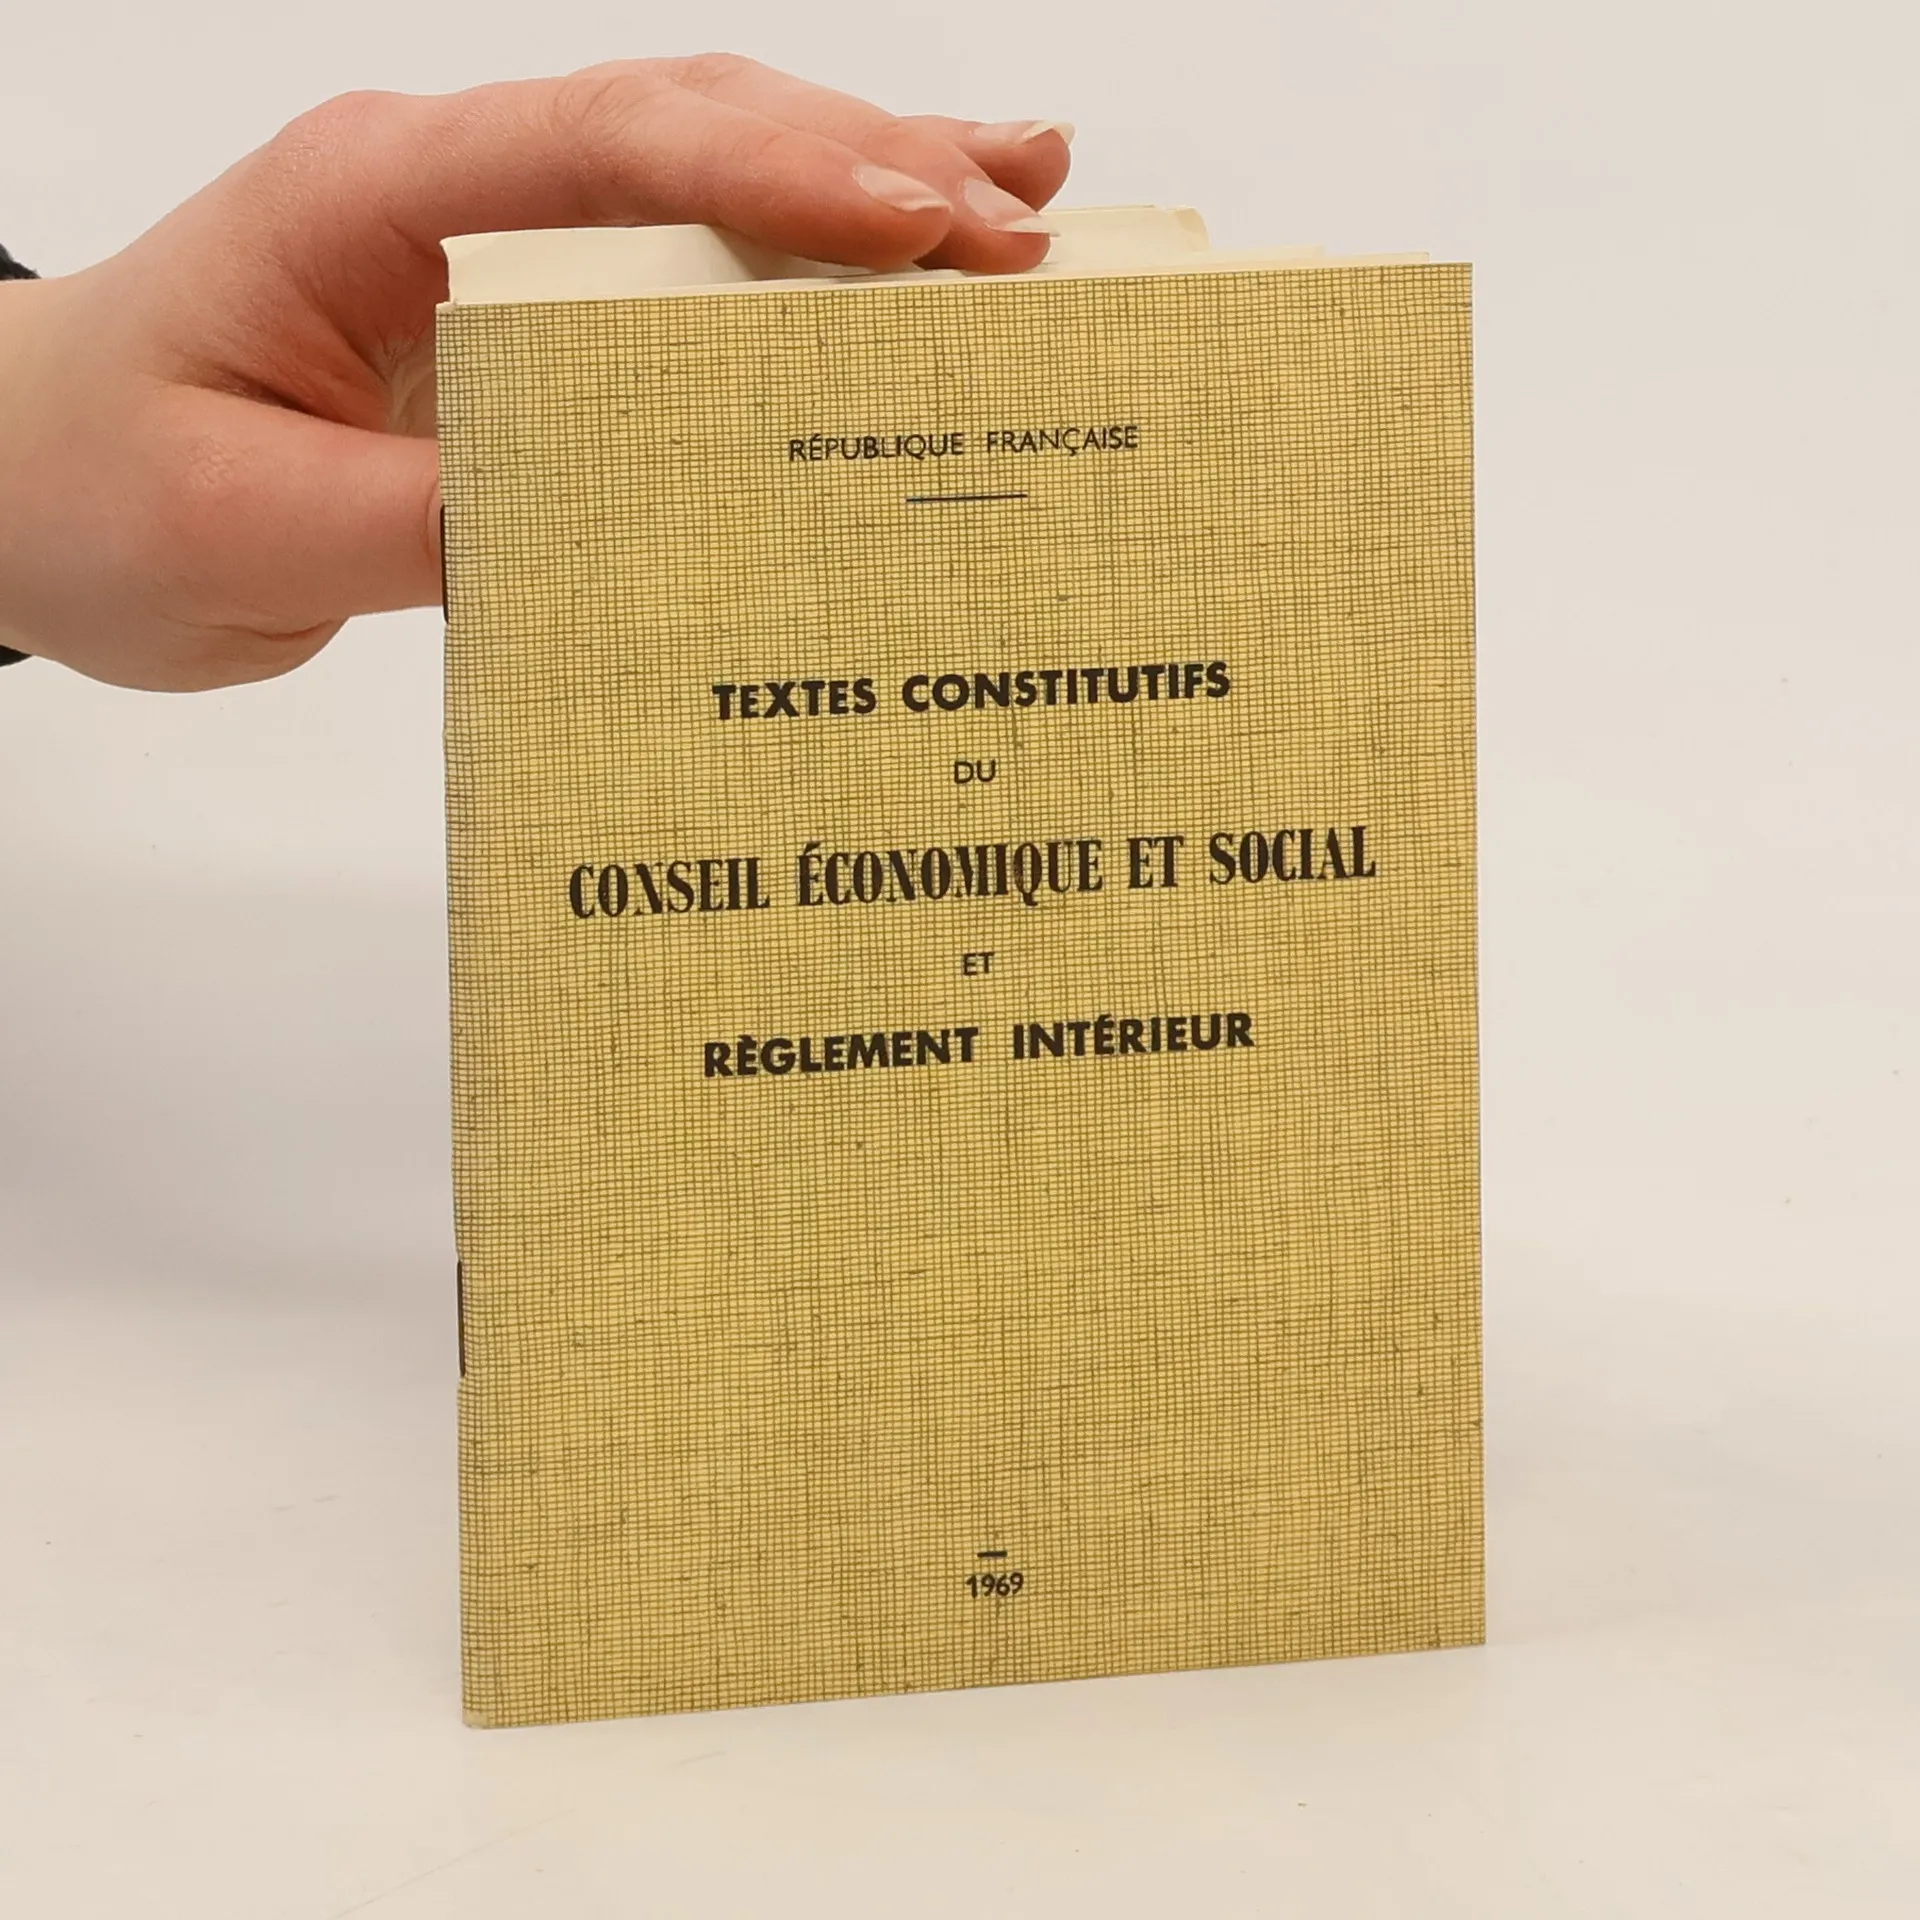 RÉPUBLIQUE FRANÇAISE
TEXTES CONSTITUTIFS
DU
CONSEIL ÉCONOMIQUE ET SOCIAL
ET
RÈGLEMENT INTÉRIEUR
1969